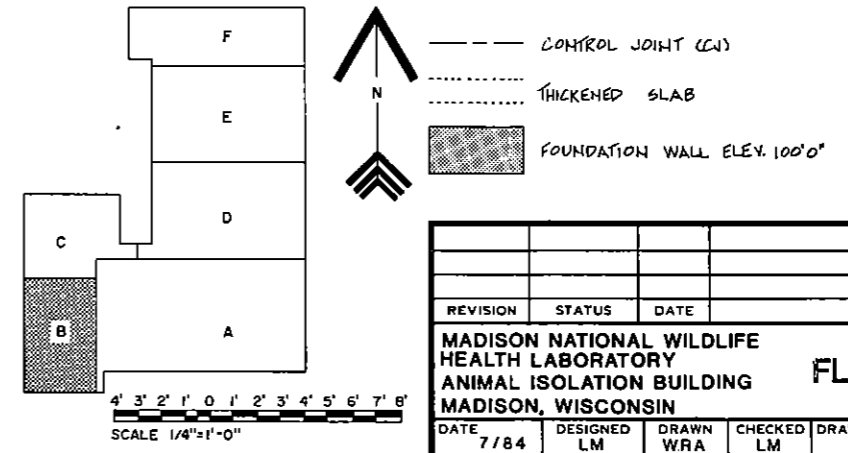 F
E
D
C
B
A
N
CONTROL JOINT (CJ)
THICKENED SLAB
FOUNDATION WALL ELEV. 100'0"
4' 3' 2' 1' 0 1' 2' 3' 4' 5' 6' 7' 8'
SCALE 1/4"=1'-0"
REVISION STATUS DATE
MADISON NATIONAL WILDLIFE
HEALTH LABORATORY
ANIMAL ISOLATION BUILDING
MADISON, WISCONSIN
FL
DATE 7/84
DESIGNED LM
DRAWN WRA
CHECKED LM
DRA